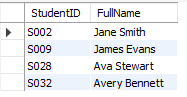 StudentID FullName
S002 Jane Smith
S009 James Evans
S028 Ava Stewart
S032 Avery Bennett